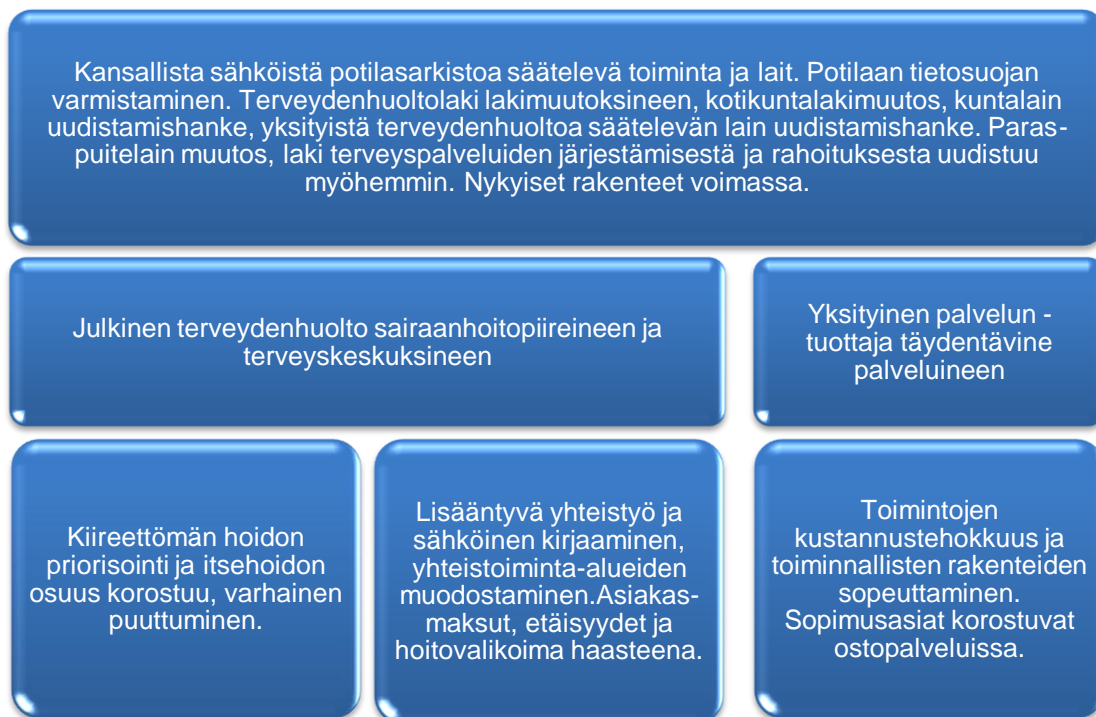 Kansallista sähköistä potilasarkistoa säätelevä toiminta ja lait. Potilaan tietosuojan
varmistaminen. Terveydenhuoltolaki lakimuutoksineen, kotikuntalakimuutos, kuntalain
uudistamishanke, yksityistä terveydenhuoltoa säätelevän lain uudistamishanke. Paras-
puitelain muutos, laki terveyspalveluiden järjestämisestä ja rahoituksesta uudistuu
myöhemmin. Nykyiset rakenteet voimassa.
Julkinen terveydenhuolto sairaanhoitopiireineen ja
terveyskeskuksineen
Yksityinen palvelun -
tuottaja täydentävine
palveluineen
Kiireettömän hoidon
priorisointi ja itsehoidon
osuus korostuu, varhainen
puuttuminen.
Lisääntyvä yhteistyö ja
sähköinen kirjaaminen,
yhteistoiminta-alueiden
muodostaminen.Asiakas-
maksut, etäisyydet ja
hoitovalikoima haasteena.
Toimintojen
kustannustehokkuus ja
toiminnallisten rakenteiden
sopeuttaminen.
Sopimusasiat korostuvat
ostopalveluissa.